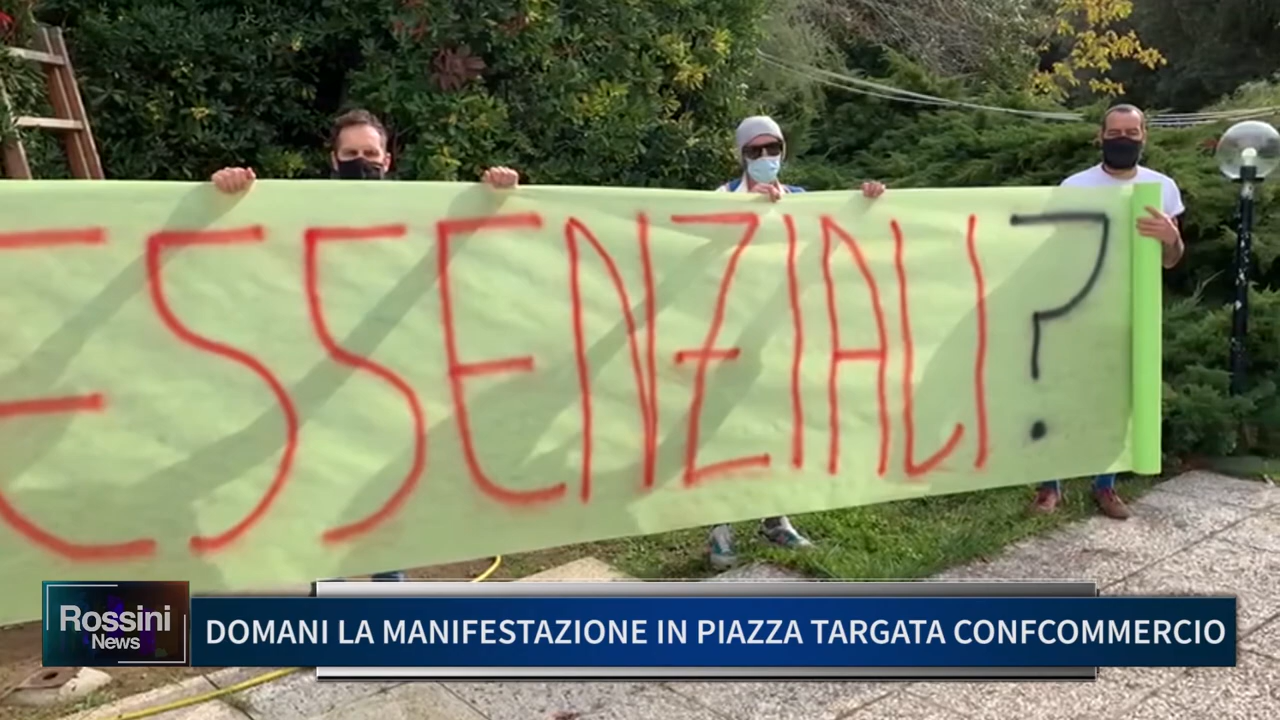 ESSENZIALI?
Rossini
News
DOMANI LA MANIFESTAZIONE IN PIAZZA TARGATA CONFCOMMERCIO